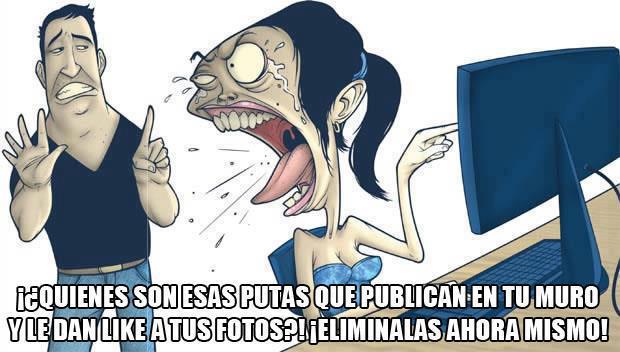 ¡¿QUIENES SON ESAS PUTAS QUE PUBLICAN EN TU MURO
Y LE DAN LIKE A TUS FOTOS?! ¡ELIMINALAS AHORA MISMO!